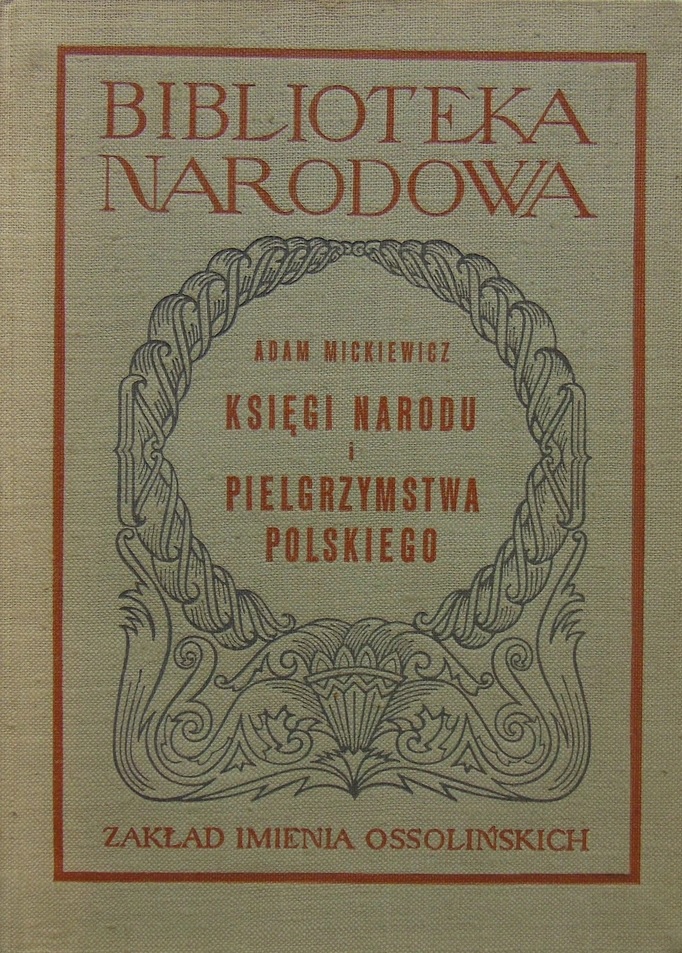 BIBLIOTEKA
NARODOWA
ADAM MICKIEWICZ
KSIĘGI NARODU
i
PIELGRZYMSTWA
POLSKIEGO
ZAKŁAD IMIENIA OSSOLIŃSKICH